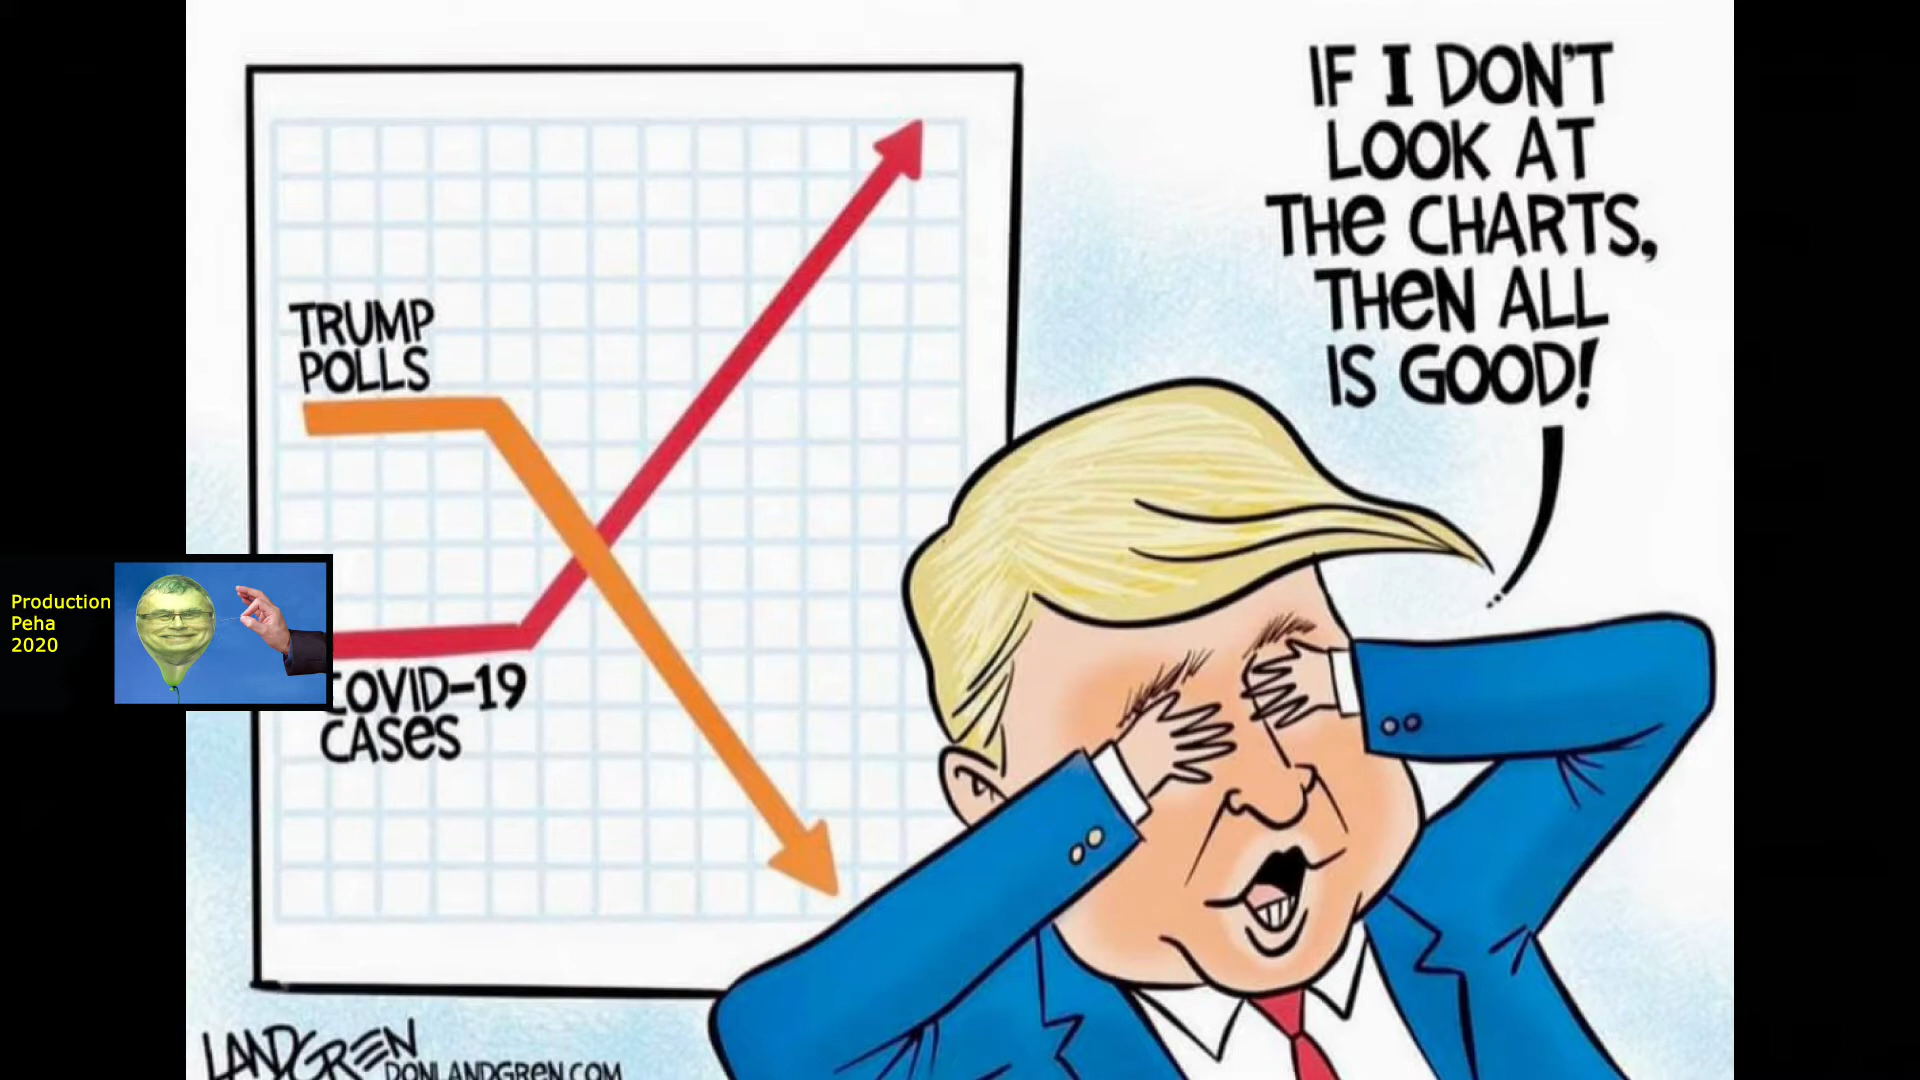 IF I DON'T
LOOK AT
THe CHARTS,
THeN ALL
IS GOOD!
TRUMP
POLLS
COVID-19
CASeS
Production
Peha
2020
LANDGREN
DONLANDGReN.COM